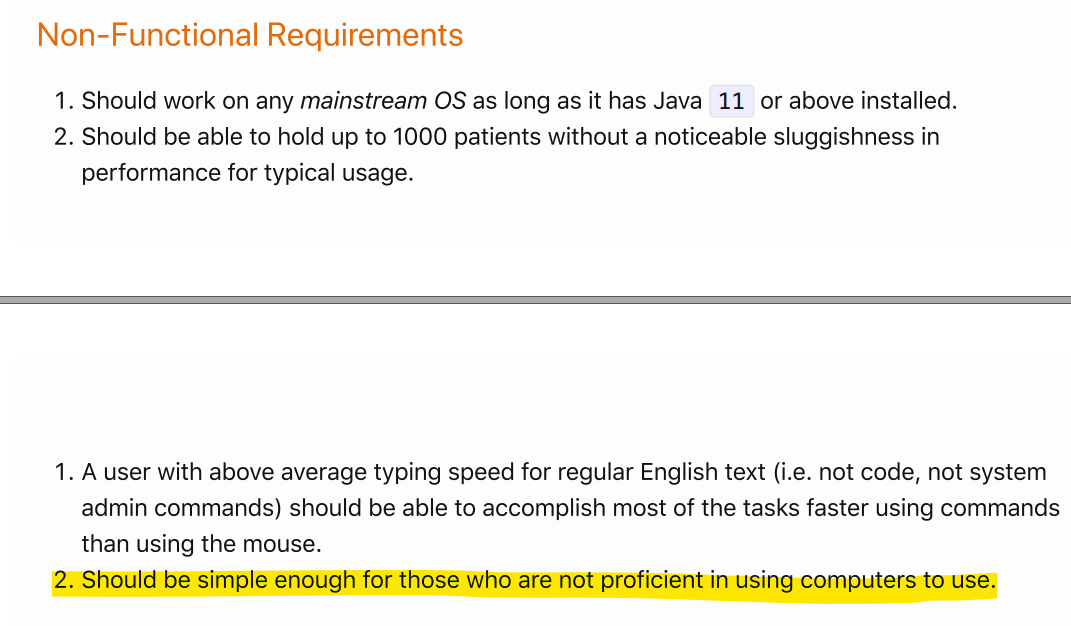 Non-Functional Requirements
1. Should work on any mainstream OS as long as it has Java 11 or above installed.
2. Should be able to hold up to 1000 patients without a noticeable sluggishness in
performance for typical usage.
1. A user with above average typing speed for regular English text (i.e. not code, not system
admin commands) should be able to accomplish most of the tasks faster using commands
than using the mouse.
2. Should be simple enough for those who are not proficient in using computers to use.